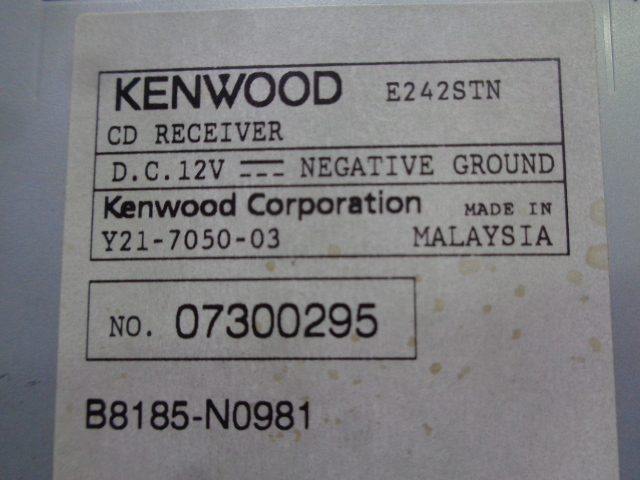 KENWOOD E242STN
CD RECEIVER
D.C.12V NEGATIVE GROUND
Kenwood Corporation MADE IN
Y21-7050-03 MALAYSIA
NO. 07300295
B8185-N0981